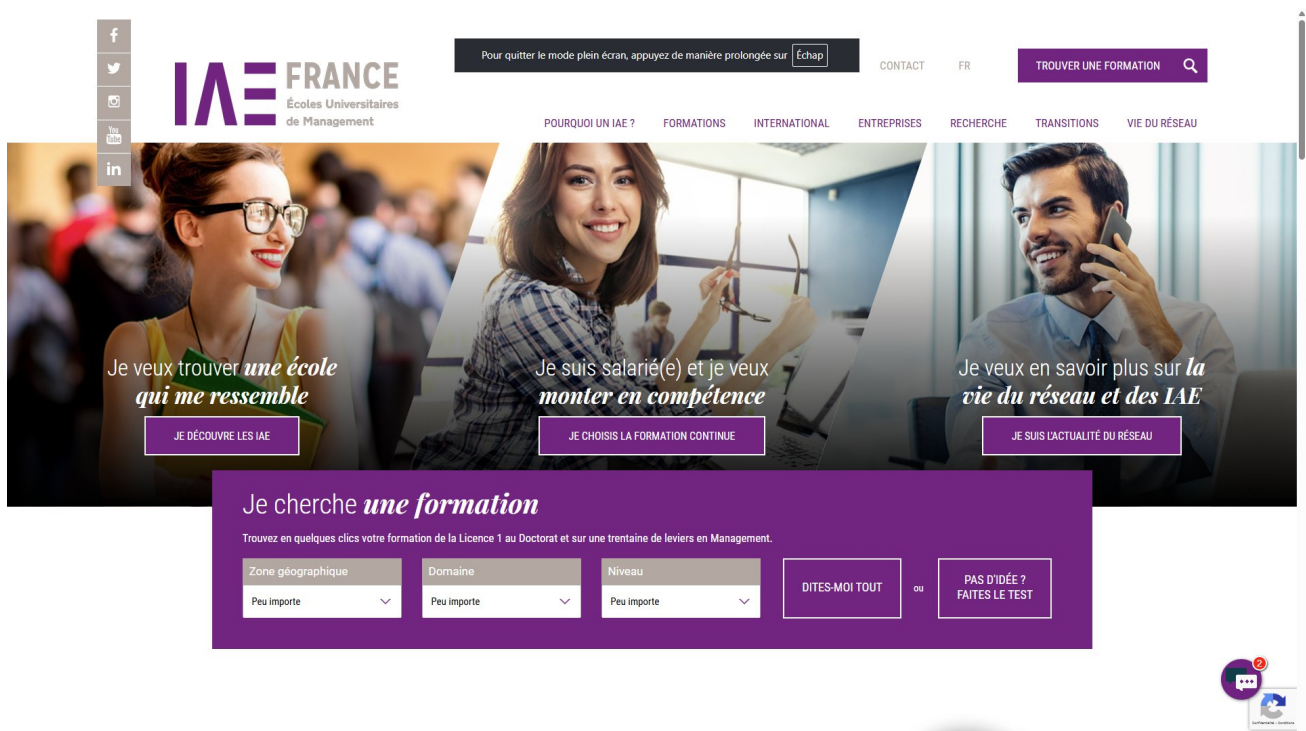 Pour quitter le mode plein écran, appuyez de manière prolongée sur Échap
IAE FRANCE
Écoles Universitaires
de Management
CONTACT
FR
TROUVER UNE FORMATION
POURQUOI UN IAE ?
FORMATIONS
INTERNATIONAL
ENTREPRISES
RECHERCHE
TRANSITIONS
VIE DU RÉSEAU
f
You
Tube
in
Je veux trouver une école
qui me ressemble
JE DÉCOUVRE LES IAE
Je suis salarié(e) et je veux
monter en compétence
JE CHOISIS LA FORMATION CONTINUE
Je veux en savoir plus sur la
vie du réseau et des IAE
JE SUIS L'ACTUALITÉ DU RÉSEAU
Je cherche une formation
Trouvez en quelques clics votre formation de la Licence 1 au Doctorat et sur une trentaine de leviers en Management.
Zone géographique
Peu importe
Domaine
Peu importe
Niveau
Peu importe
DITES-MOI TOUT
ou
PAS D'IDÉE ?
FAITES LE TEST
2
Confidentialité - Conditions